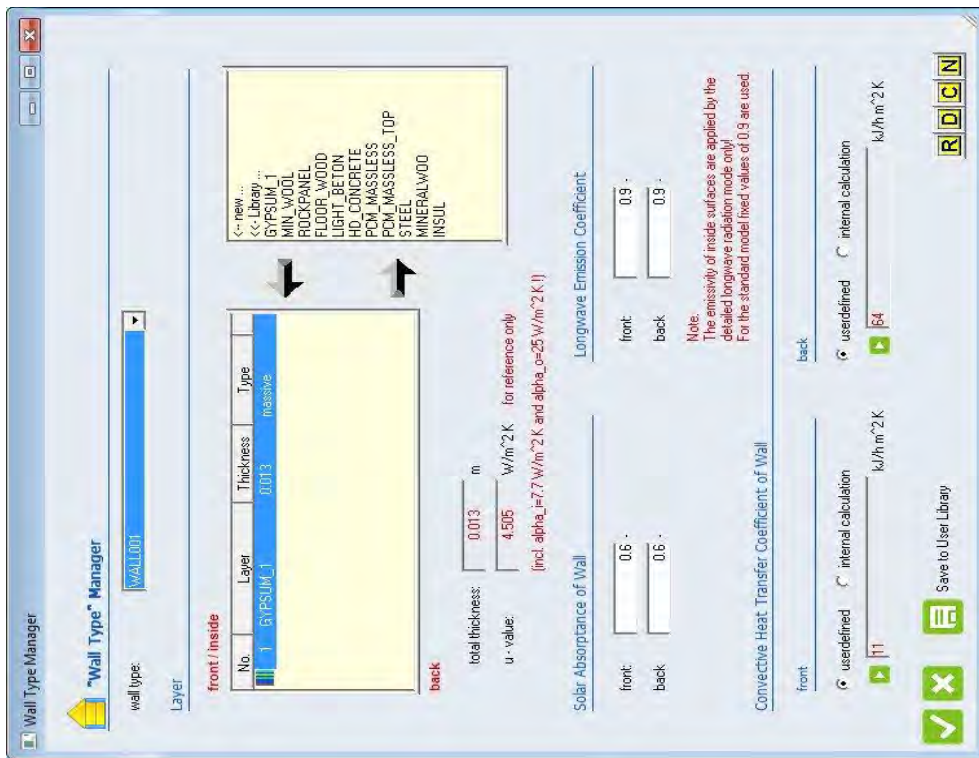 Wall Type Manager
"Wall Type" Manager
wall type:
WALL001
Layer
front / inside
No. Layer Thickness Type
1 GYPSUM_1 0.013 massive
back
<-- new ...
<<- Library ...
GYPSUM_1
MIN_WOOL
ROCKPANEL
FLOOR_WOOD
LIGHT_BETON
HD_CONCRETE
PCM_MASSLESS
PCM_MASSLESS_TOP
STEEL
MINERALWOO
INSUL
total thickness: 0.013 m
u - value: 4.505 W/m^2 K for reference only
(incl. alpha_i=7.7 W/m^2 K and alpha_o=25 W/m^2 K !)
Solar Absorptance of Wall
front: 0.6 -
back 0.6 -
Longwave Emission Coefficient
front: 0.9 -
back 0.9 -
Note.
The emissivity of inside surfaces are applied by the
detailed longwave radiation mode only!
For the standard model fixed values of 0.9 are used.
Convective Heat Transfer Coefficient of Wall
front
userdefined internal calculation
11 kJ/h m^2 K
back
userdefined internal calculation
64 kJ/h m^2 K
Save to User Library
R D C N